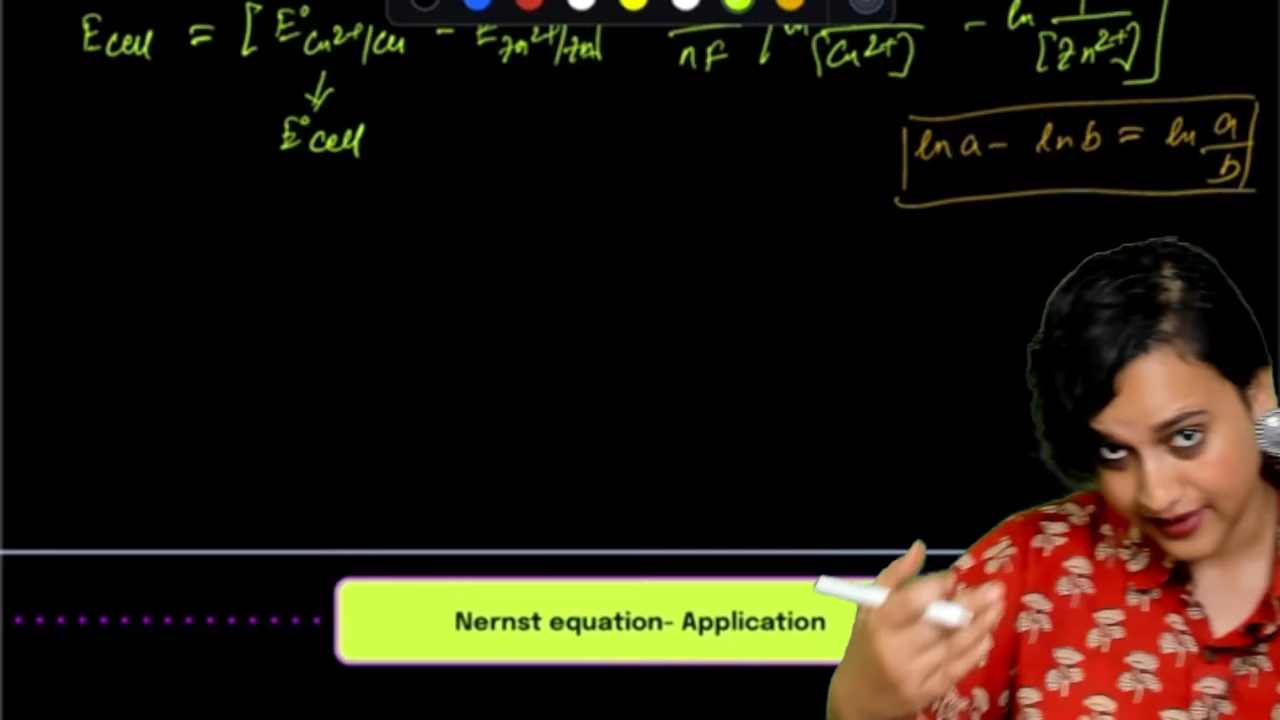 Ecell = [E°Cu²⁺/Cu - E°Zn²⁺/Zn] nF [ln 1/[Cu²⁺] - ln 1/[Zn²⁺]]
↓
E°cell
ln a - ln b = ln a/b
Nernst equation- Application